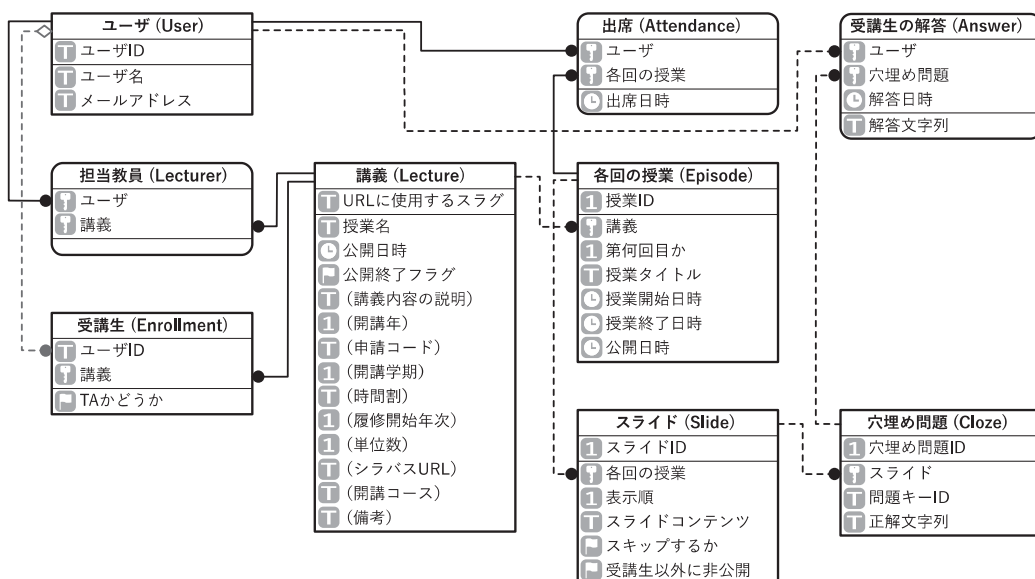 ユーザ (User)
T ユーザID
T ユーザ名
T メールアドレス
出席 (Attendance)
ユーザ
各回の授業
出席日時
受講生の解答 (Answer)
ユーザ
穴埋め問題
解答日時
T 解答文字列
担当教員 (Lecturer)
ユーザ
講義
講義 (Lecture)
T URLに使用するスラグ
T 授業名
公開日時
公開終了フラグ
T (講義内容の説明)
1 (開講年)
T (申請コード)
1 (開講学期)
T (時間割)
1 (履修開始年次)
1 (単位数)
T (シラバスURL)
T (開講コース)
T (備考)
各回の授業 (Episode)
1 授業ID
講義
1 第何回目か
T 授業タイトル
授業開始日時
授業終了日時
公開日時
受講生 (Enrollment)
T ユーザID
講義
TAかどうか
スライド (Slide)
1 スライドID
各回の授業
1 表示順
T スライドコンテンツ
スキップするか
受講生以外に非公開
穴埋め問題 (Cloze)
1 穴埋め問題ID
スライド
T 問題キーID
T 正解文字列